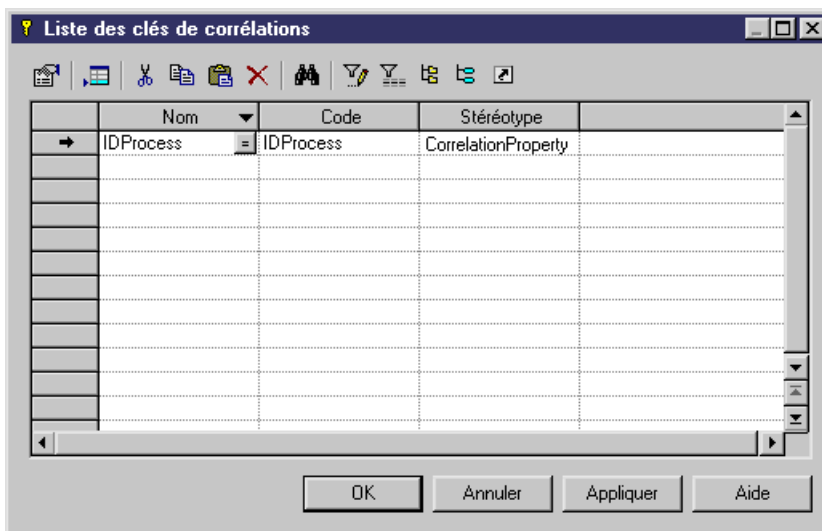 Liste des clés de corrélations
Nom Code Stéréotype
IDProcess = IDProcess CorrelationProperty
OK Annuler Appliquer Aide